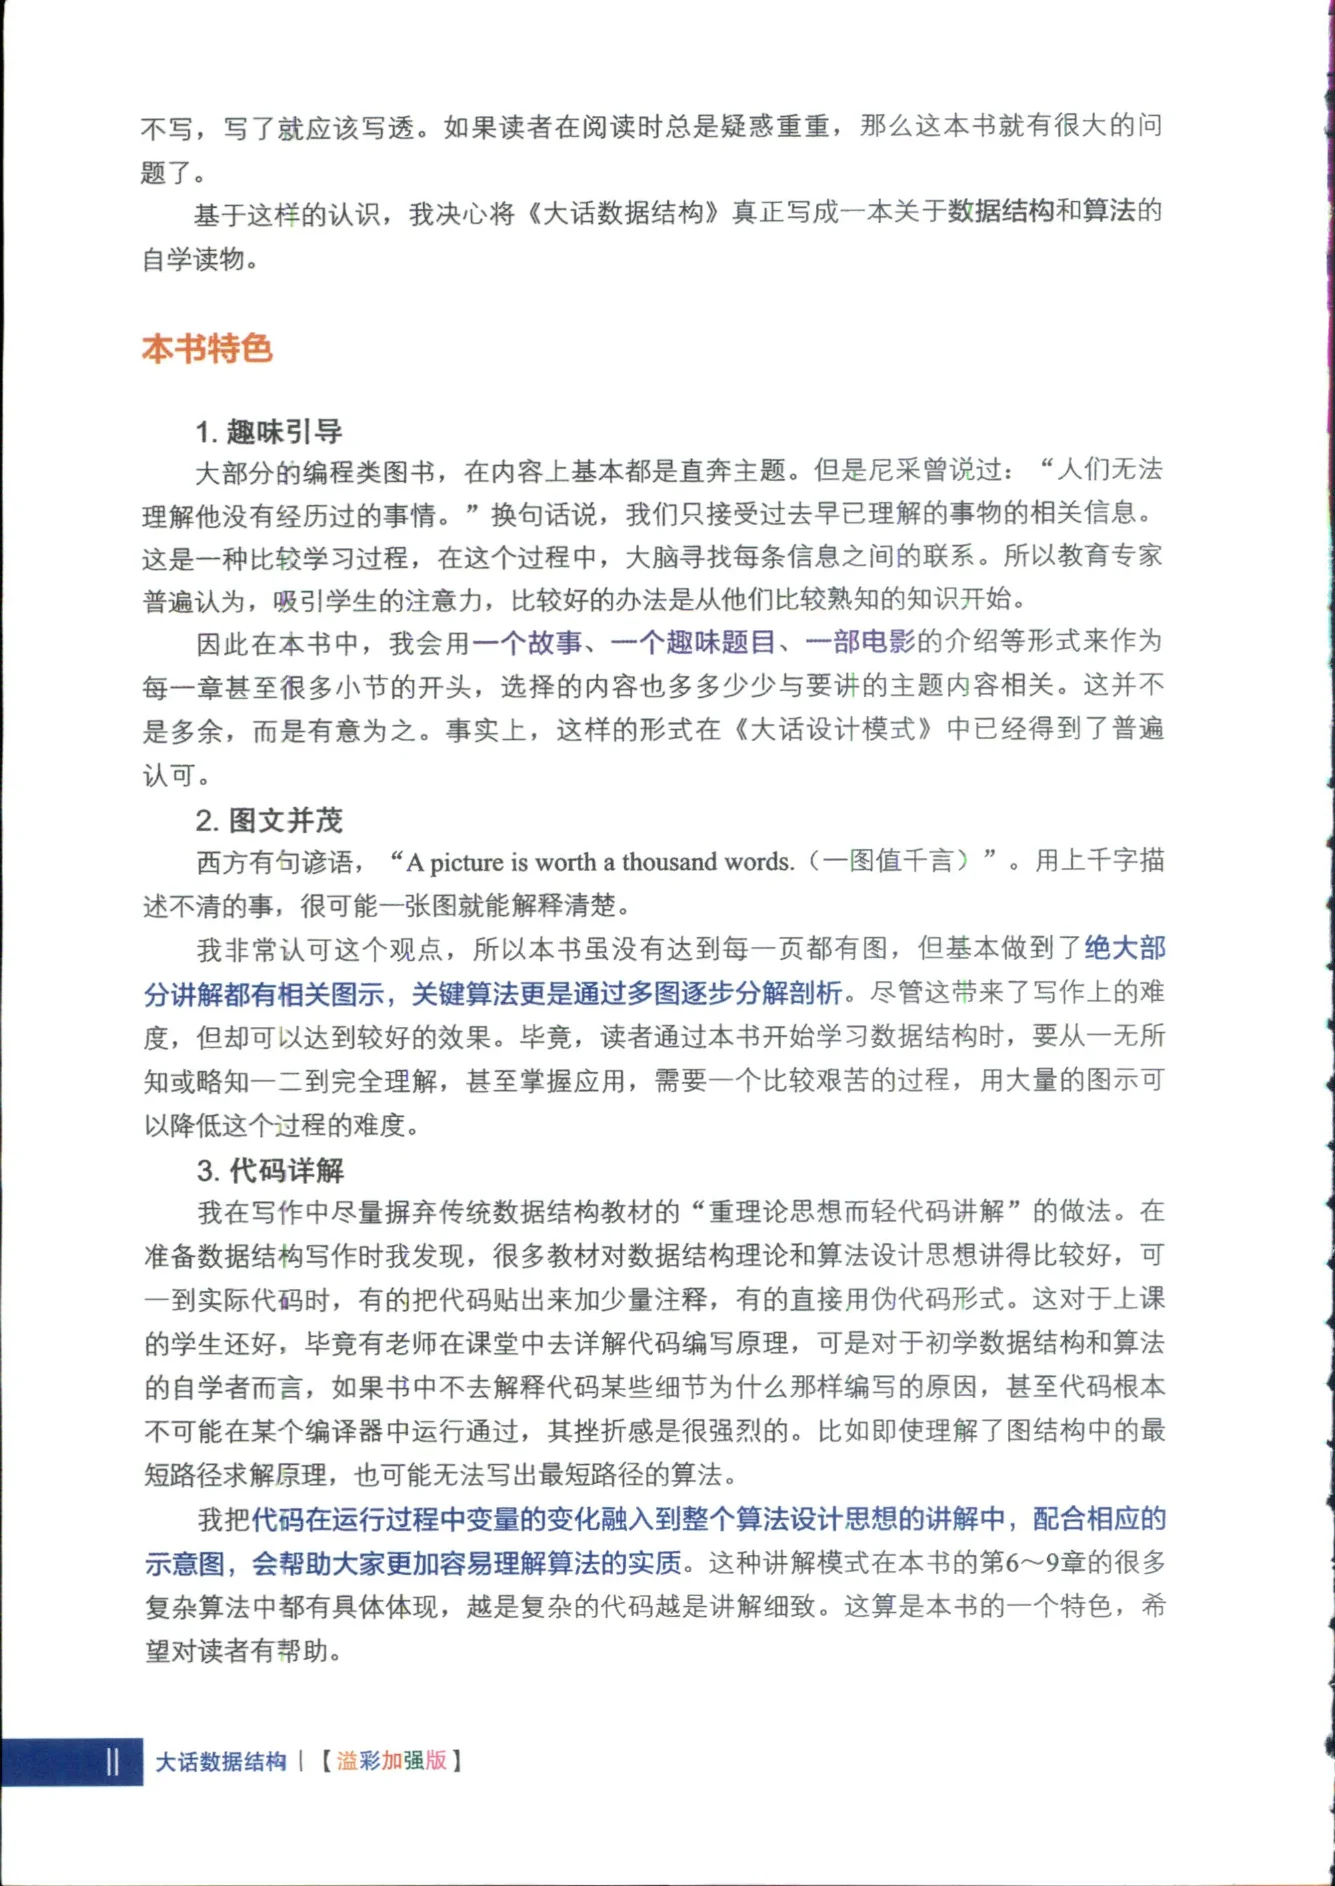 不写，写了就应该写透。如果读者在阅读时总是疑惑重重，那么这本书就有很大的问
题了。
基于这样的认识，我决心将《大话数据结构》真正写成一本关于数据结构和算法的
自学读物。
本书特色
1. 趣味引导
大部分的编程类图书，在内容上基本都是直奔主题。但是尼采曾说过：“人们无法
理解他没有经历过的事情。”换句话说，我们只接受过去早已理解的事物的相关信息。
这是一种比较学习过程，在这个过程中，大脑寻找每条信息之间的联系。所以教育专家
普遍认为，吸引学生的注意力，比较好的办法是从他们比较熟知的知识开始。
因此在本书中，我会用一个故事、一个趣味题目、一部电影的介绍等形式来作为
每一章甚至很多小节的开头，选择的内容也多多少少与要讲的主题内容相关。这并不
是多余，而是有意为之。事实上，这样的形式在《大话设计模式》中已经得到了普遍
认可。
2. 图文并茂
西方有句谚语，“A picture is worth a thousand words.（一图值千言）”。用上千字描
述不清的事，很可能一张图就能解释清楚。
我非常认可这个观点，所以本书虽没有达到每一页都有图，但基本做到了绝大部
分讲解都有相关图示，关键算法更是通过多图逐步分解剖析。尽管这带来了写作上的难
度，但却可以达到较好的效果。毕竟，读者通过本书开始学习数据结构时，要从一无所
知或略知一二到完全理解，甚至掌握应用，需要一个比较艰苦的过程，用大量的图示可
以降低这个过程的难度。
3. 代码详解
我在写作中尽量摒弃传统数据结构教材的“重理论思想而轻代码讲解”的做法。在
准备数据结构写作时我发现，很多教材对数据结构理论和算法设计思想讲得比较好，可
一到实际代码时，有的把代码贴出来加少量注释，有的直接用伪代码形式。这对于上课
的学生还好，毕竟有老师在课堂中去详解代码编写原理，可是对于初学数据结构和算法
的自学者而言，如果书中不去解释代码某些细节为什么那样编写的原因，甚至代码根本
不可能在某个编译器中运行通过，其挫折感是很强烈的。比如即使理解了图结构中的最
短路径求解原理，也可能无法写出最短路径的算法。
我把代码在运行过程中变量的变化融入到整个算法设计思想的讲解中，配合相应的
示意图，会帮助大家更加容易理解算法的实质。这种讲解模式在本书的第6～9章的很多
复杂算法中都有具体体现，越是复杂的代码越是讲解细致。这算是本书的一个特色，希
望对读者有帮助。
II 大话数据结构｜【溢彩加强版】